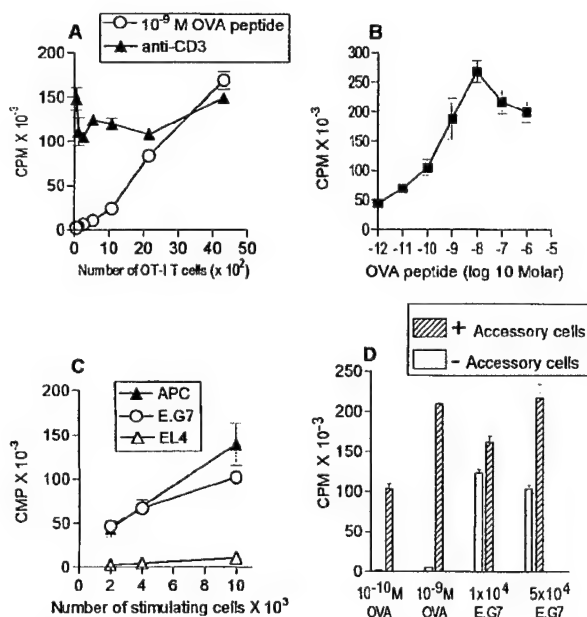 A
10⁻⁹ M OVA peptide
anti-CD3
CPM X 10⁻³
200
150
100
50
0
0 10 20 30 40 50
Number of OT-I T cells (x 10²)
B
CPM X 10⁻³
300
250
200
150
100
50
0
-12 -11 -10 -9 -8 -7 -6 -5
OVA peptide (log 10 Molar)
C
APC
E.G7
EL4
CMP X 10⁻³
200
150
100
50
0
2 4 6 8 10
Number of stimulating cells X 10³
+ Accessory cells
- Accessory cells
D
CPM X 10⁻³
250
200
150
100
50
0
10⁻¹⁰M 10⁻⁹M 1x10⁴ 5x10⁴
OVA OVA E.G7 E.G7